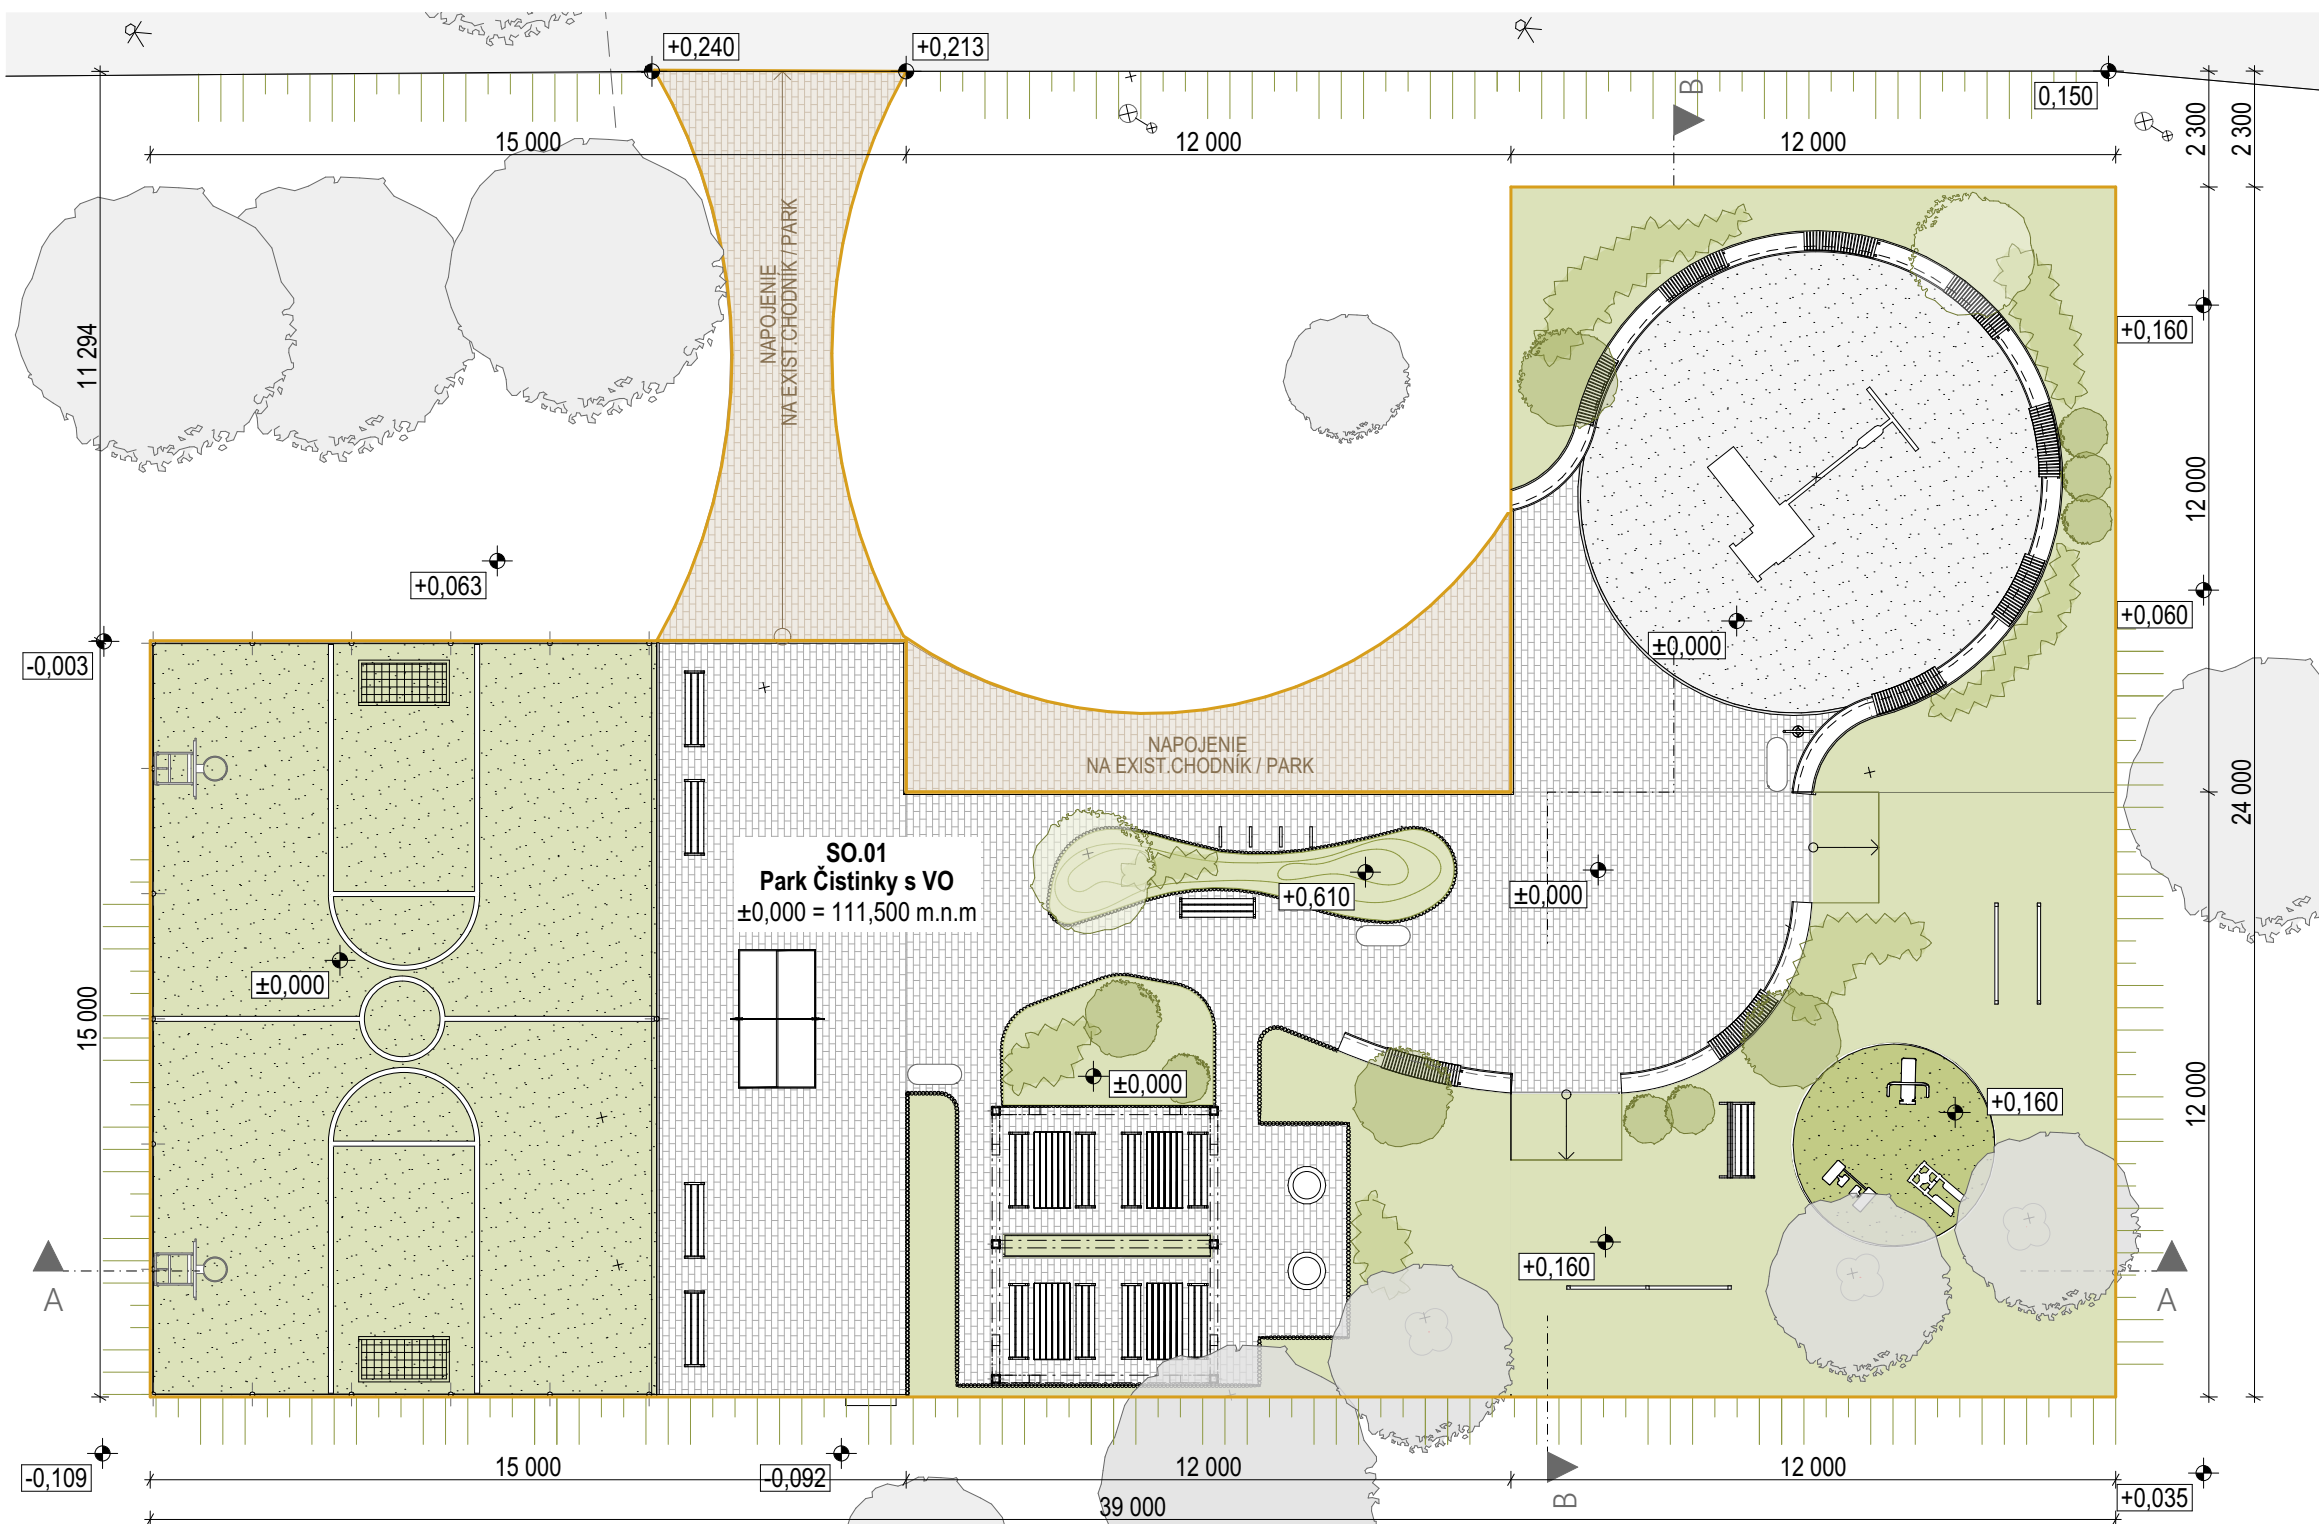 +0,240
+0,213
0,150
15 000
12 000
12 000
2 300
2 300
B
NAPOJENIE
NA EXIST.CHODNÍK / PARK
11 294
+0,160
12 000
+0,063
+0,060
±0,000
-0,003
NAPOJENIE
NA EXIST.CHODNÍK / PARK
24 000
SO.01
Park Čistinky s VO
±0,000 = 111,500 m.n.m
+0,610
±0,000
±0,000
15 000
±0,000
+0,160
12 000
+0,160
A
A
-0,109
15 000
-0,092
12 000
12 000
B
+0,035
39 000